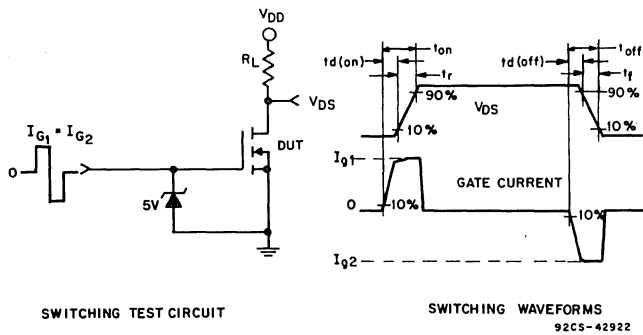 VDD
RL
VDS
IG1 = IG2
0
DUT
5V
SWITCHING TEST CIRCUIT
ton
toff
td(on)
tr
td(off)
tf
90%
VDS
90%
10%
10%
Ig1
GATE CURRENT
0
10%
10%
Ig2
SWITCHING WAVEFORMS
92CS-42922